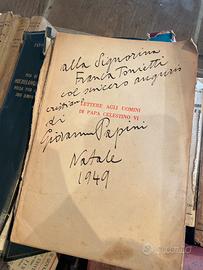 alla Signorina
Franca Tonietti
col sincero augurio
cristiano
LETTERE AGLI UOMINI
DI PAPA CELESTINO VI
di
Giovanni Papini
Natale
1949
subito